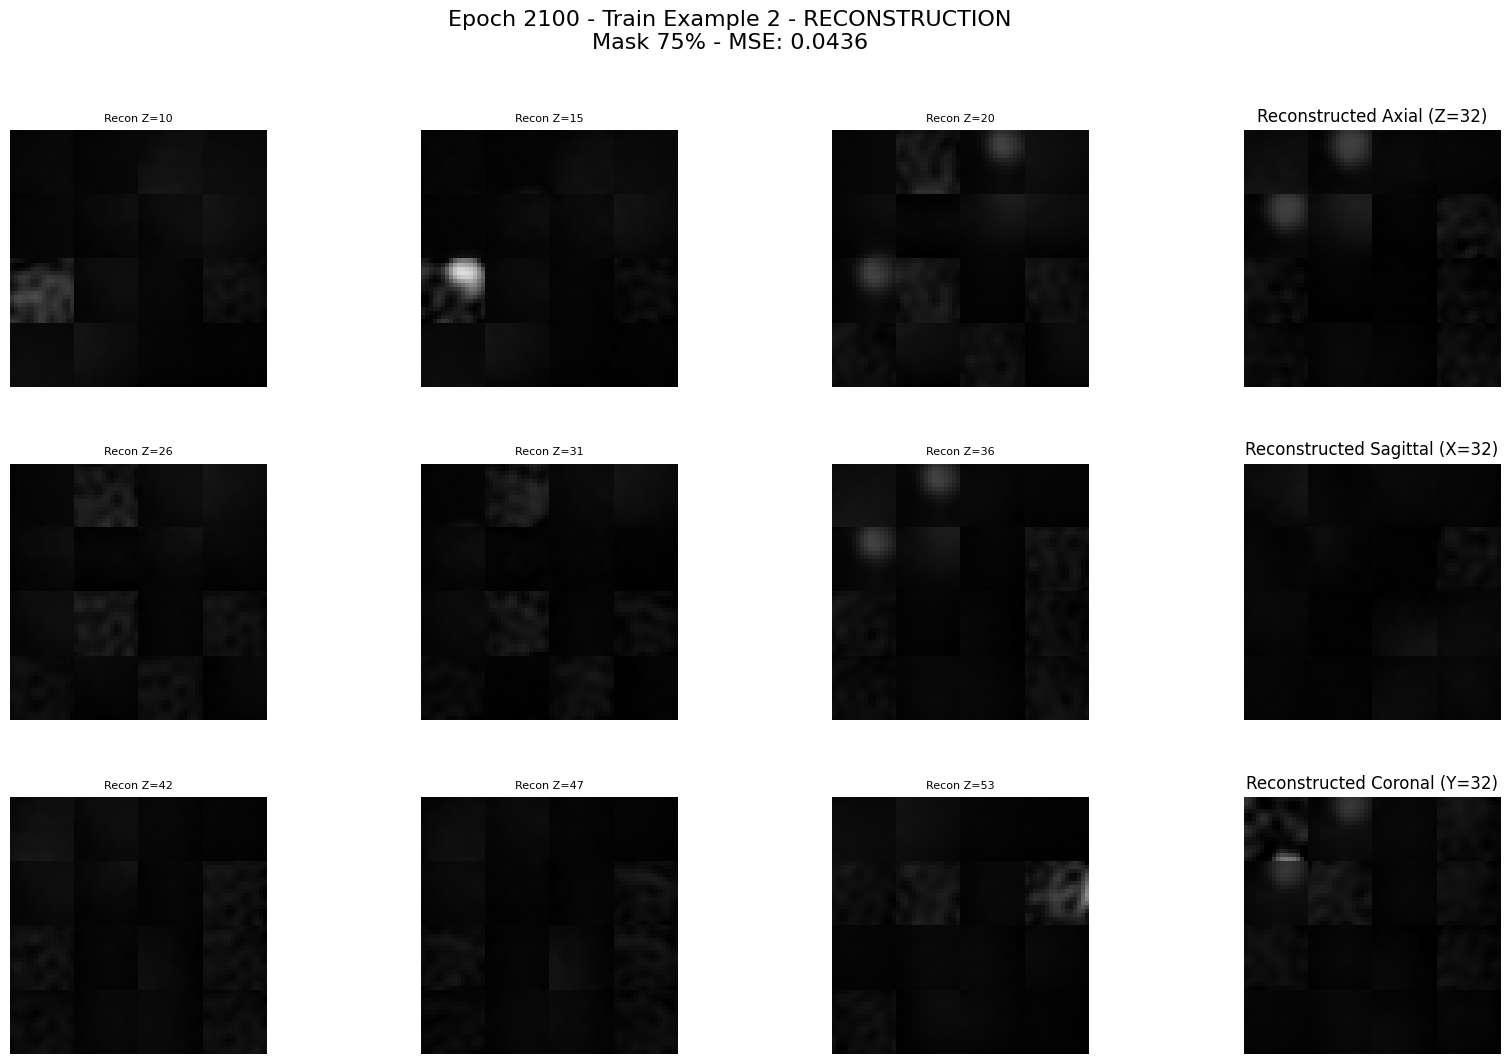 Epoch 2100 - Train Example 2 - RECONSTRUCTION
Mask 75% - MSE: 0.0436
Recon Z=10
Recon Z=15
Recon Z=20
Reconstructed Axial (Z=32)
Recon Z=26
Recon Z=31
Recon Z=36
Reconstructed Sagittal (X=32)
Recon Z=42
Recon Z=47
Recon Z=53
Reconstructed Coronal (Y=32)